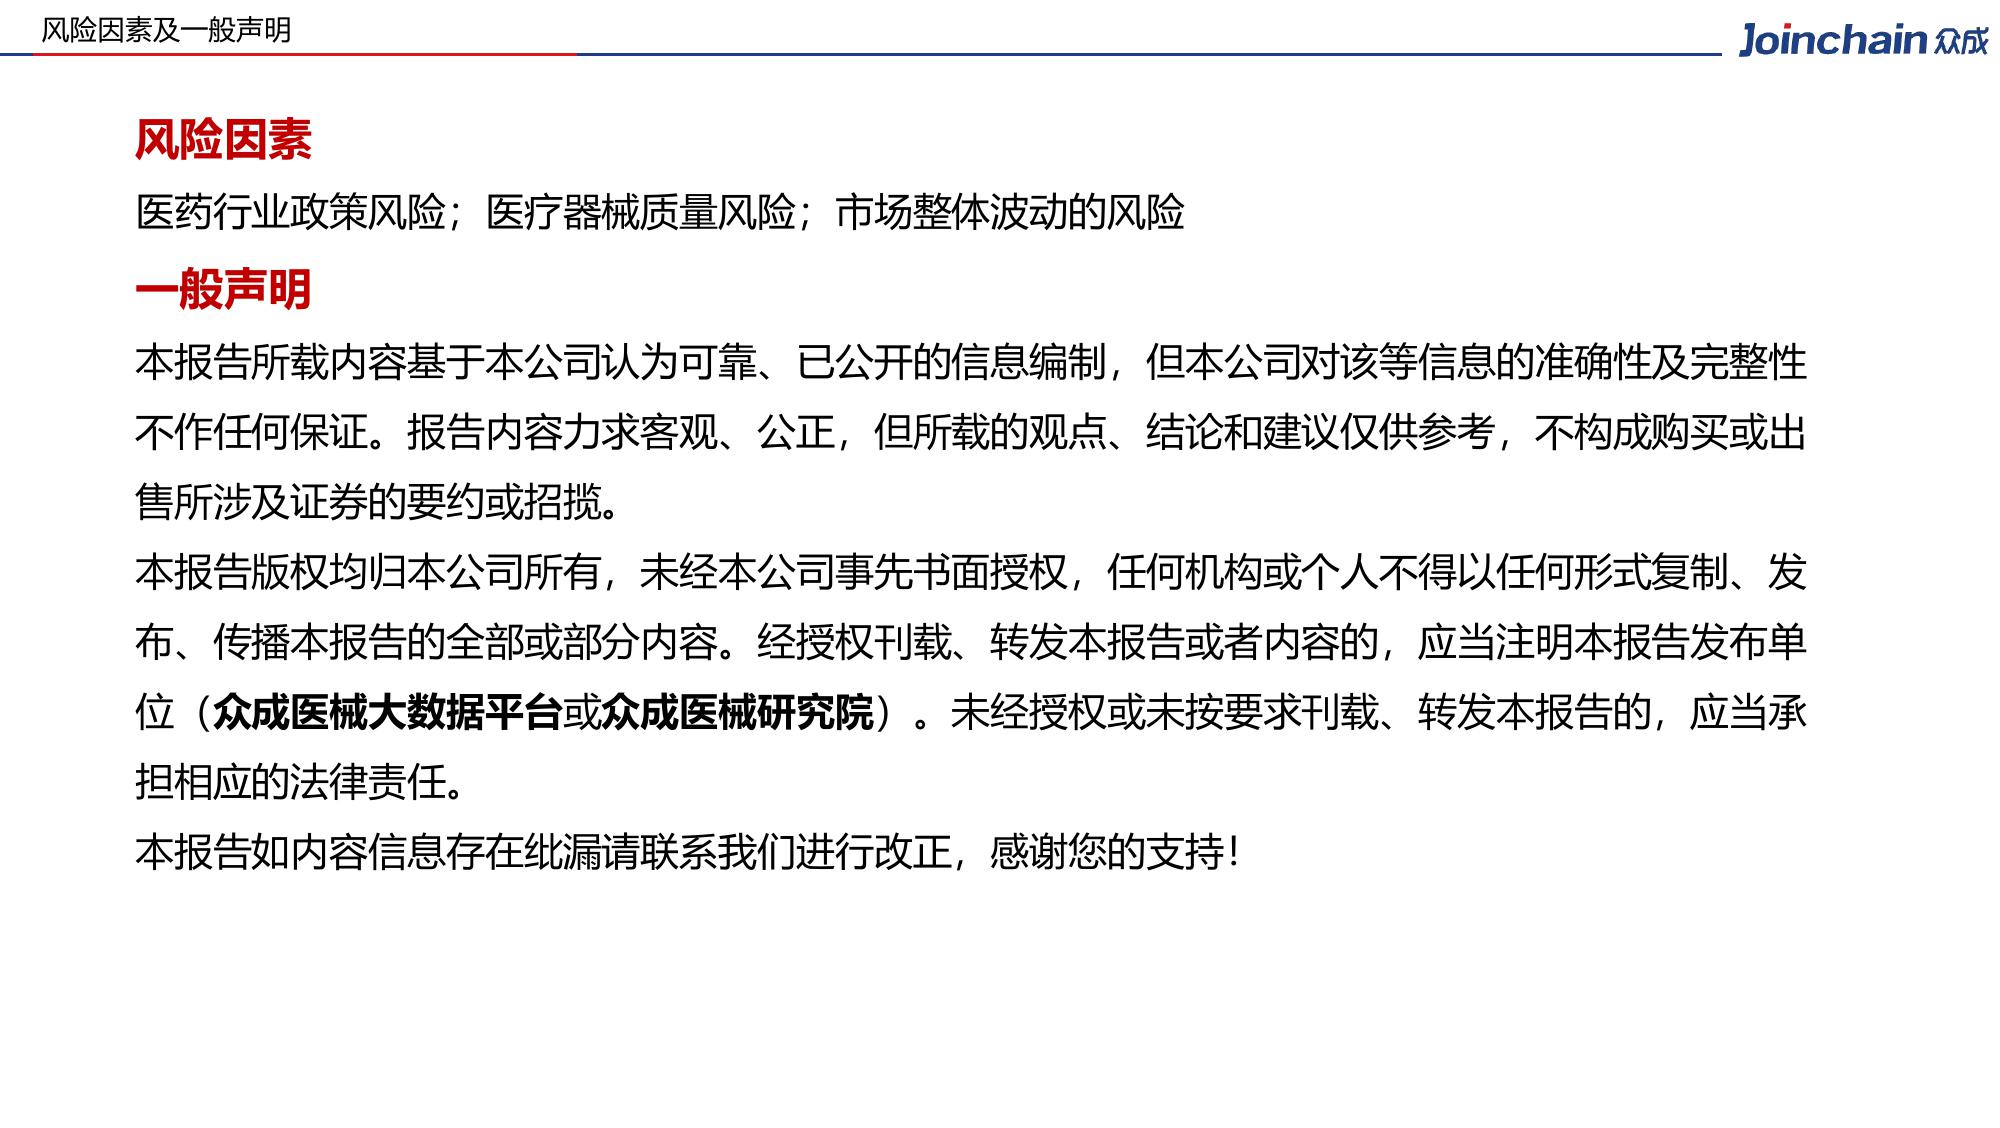 风险因素及一般声明
Joinchain 众成
风险因素
医药行业政策风险；医疗器械质量风险；市场整体波动的风险
一般声明
本报告所载内容基于本公司认为可靠、已公开的信息编制，但本公司对该等信息的准确性及完整性
不作任何保证。报告内容力求客观、公正，但所载的观点、结论和建议仅供参考，不构成购买或出
售所涉及证券的要约或招揽。
本报告版权均归本公司所有，未经本公司事先书面授权，任何机构或个人不得以任何形式复制、发
布、传播本报告的全部或部分内容。经授权刊载、转发本报告或者内容的，应当注明本报告发布单
位（众成医械大数据平台或众成医械研究院）。未经授权或未按要求刊载、转发本报告的，应当承
担相应的法律责任。
本报告如内容信息存在纰漏请联系我们进行改正，感谢您的支持！